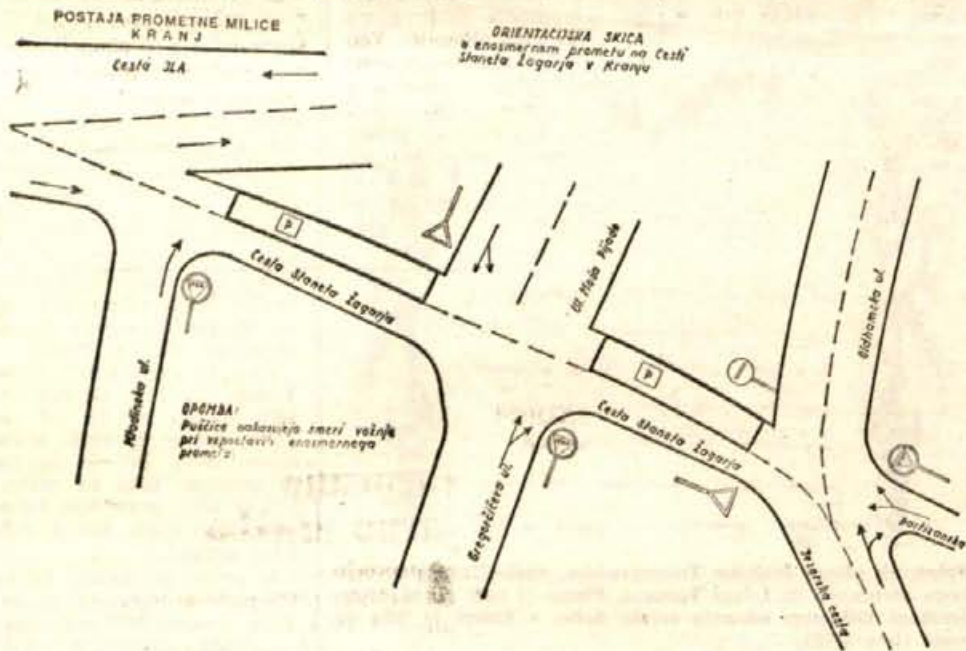 POSTAJA PROMETNE MILICE
KRANJ
ORIENTACIJSKA SKICA
o enosmernem prometu na Cesti
Staneta Žagarja v Kranju
Cesta JLA
P
Cesta Staneta Žagarja
Ul. Moša Pijade
Oldhamska ul.
Mladinska ul.
OPOMBA:
Puščice nakazujejo smeri vožnje
pri vzpostavitvi enosmernega
prometa
P
Cesta Staneta Žagarja
Gregorčičeva ul.
partizanska
Jezerska cesta